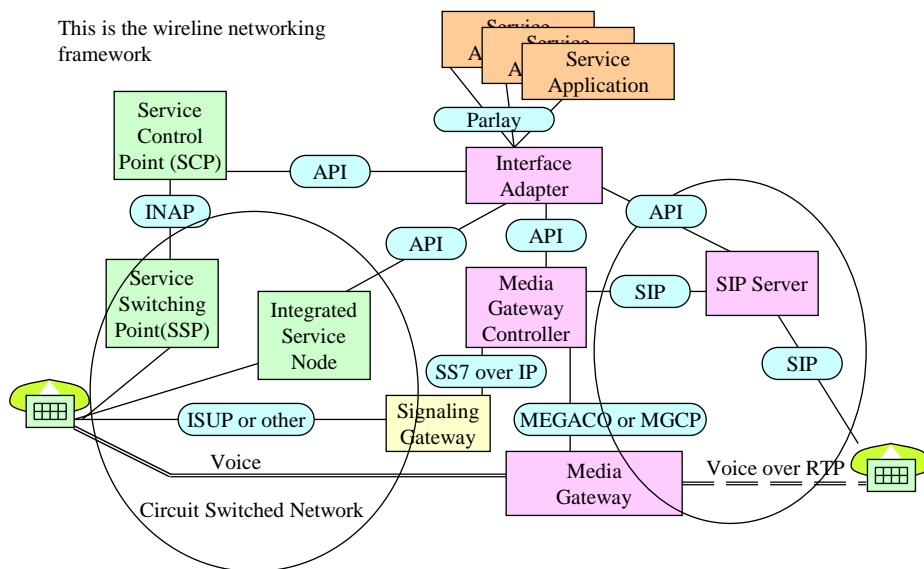 This is the wireline networking
framework
Service
A
Service
A
Service
Application
Parlay
Service
Control
Point (SCP)
API
Interface
Adapter
INAP
API
API
API
Service
Switching
Point(SSP)
Integrated
Service
Node
Media
Gateway
Controller
SIP
SIP Server
SS7 over IP
SIP
ISUP or other
Signaling
Gateway
MEGACO or MGCP
Voice
Media
Gateway
Voice over RTP
Circuit Switched Network